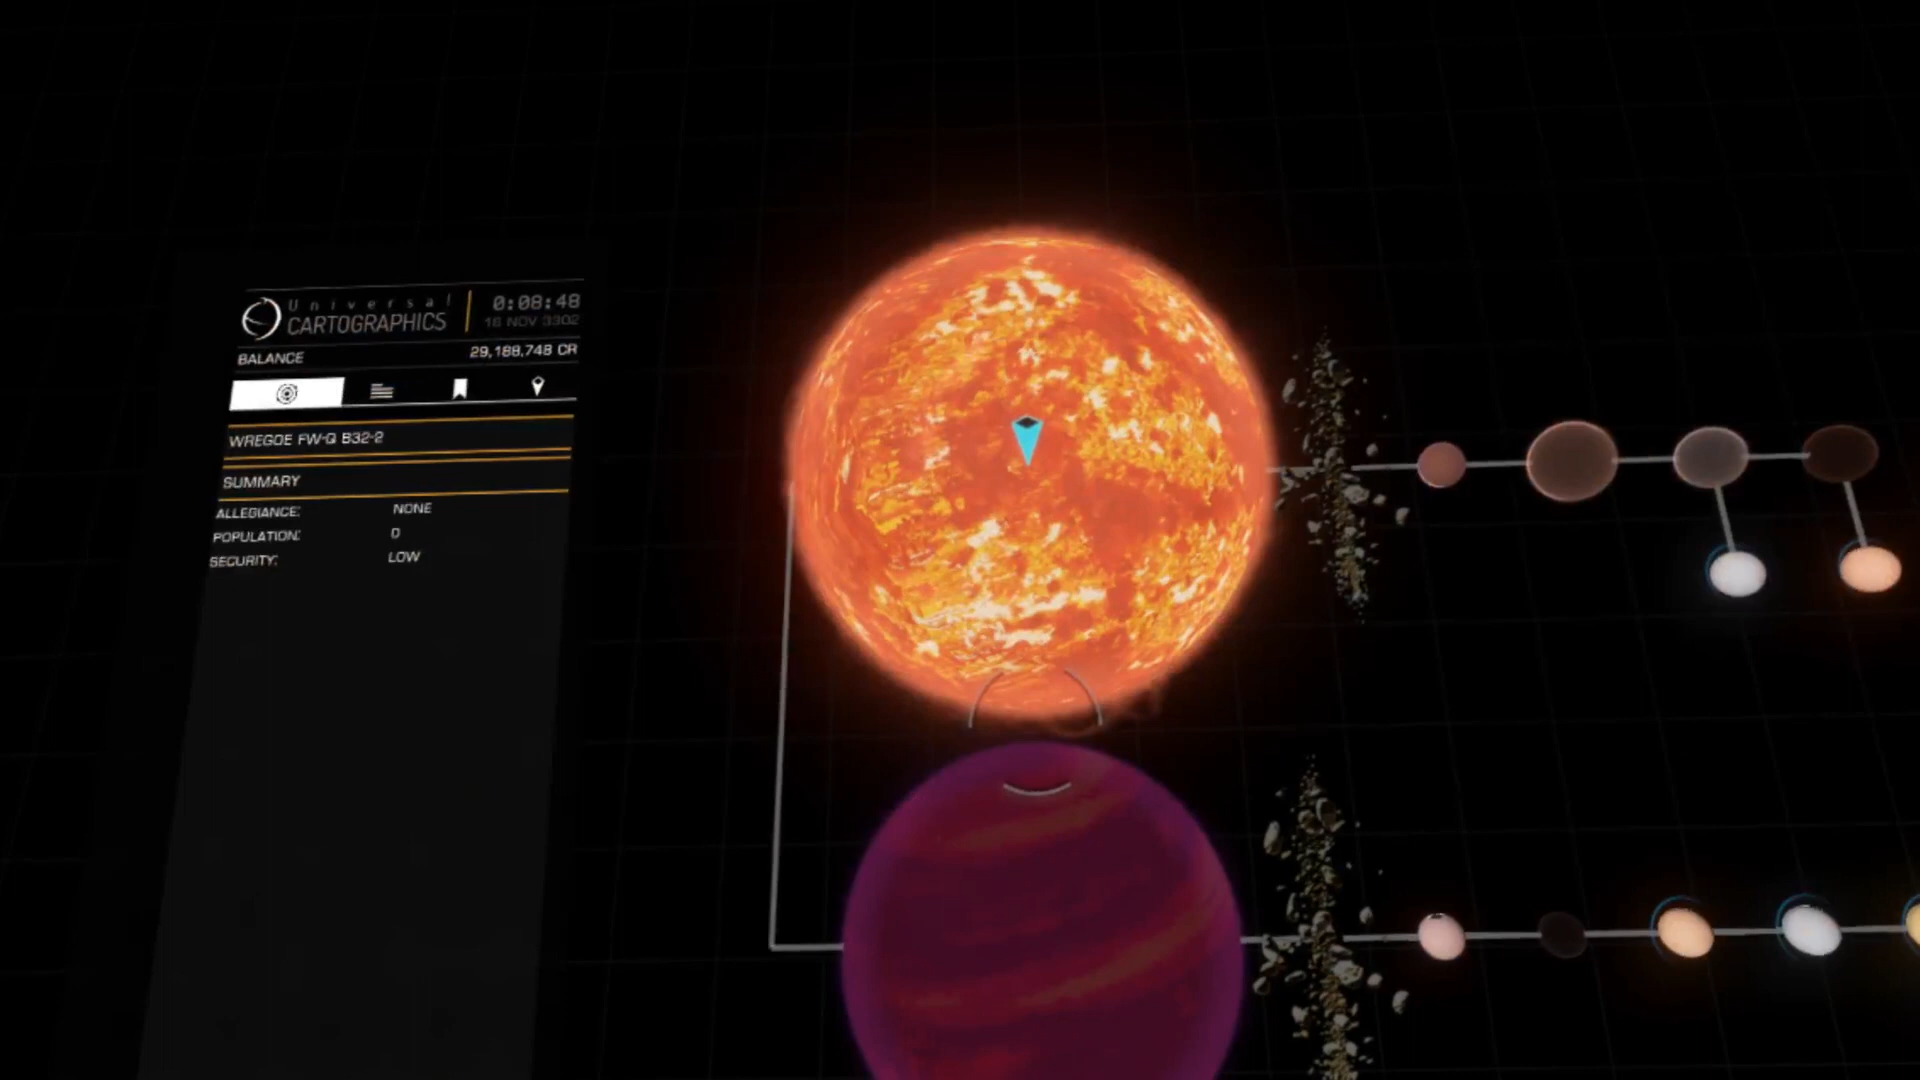 Universal
CARTOGRAPHICS
0:08:48
16 NOV 3302
BALANCE 29,188,748 CR
WREGOE FW-Q B32-2
SUMMARY
ALLEGIANCE: NONE
POPULATION: 0
SECURITY: LOW